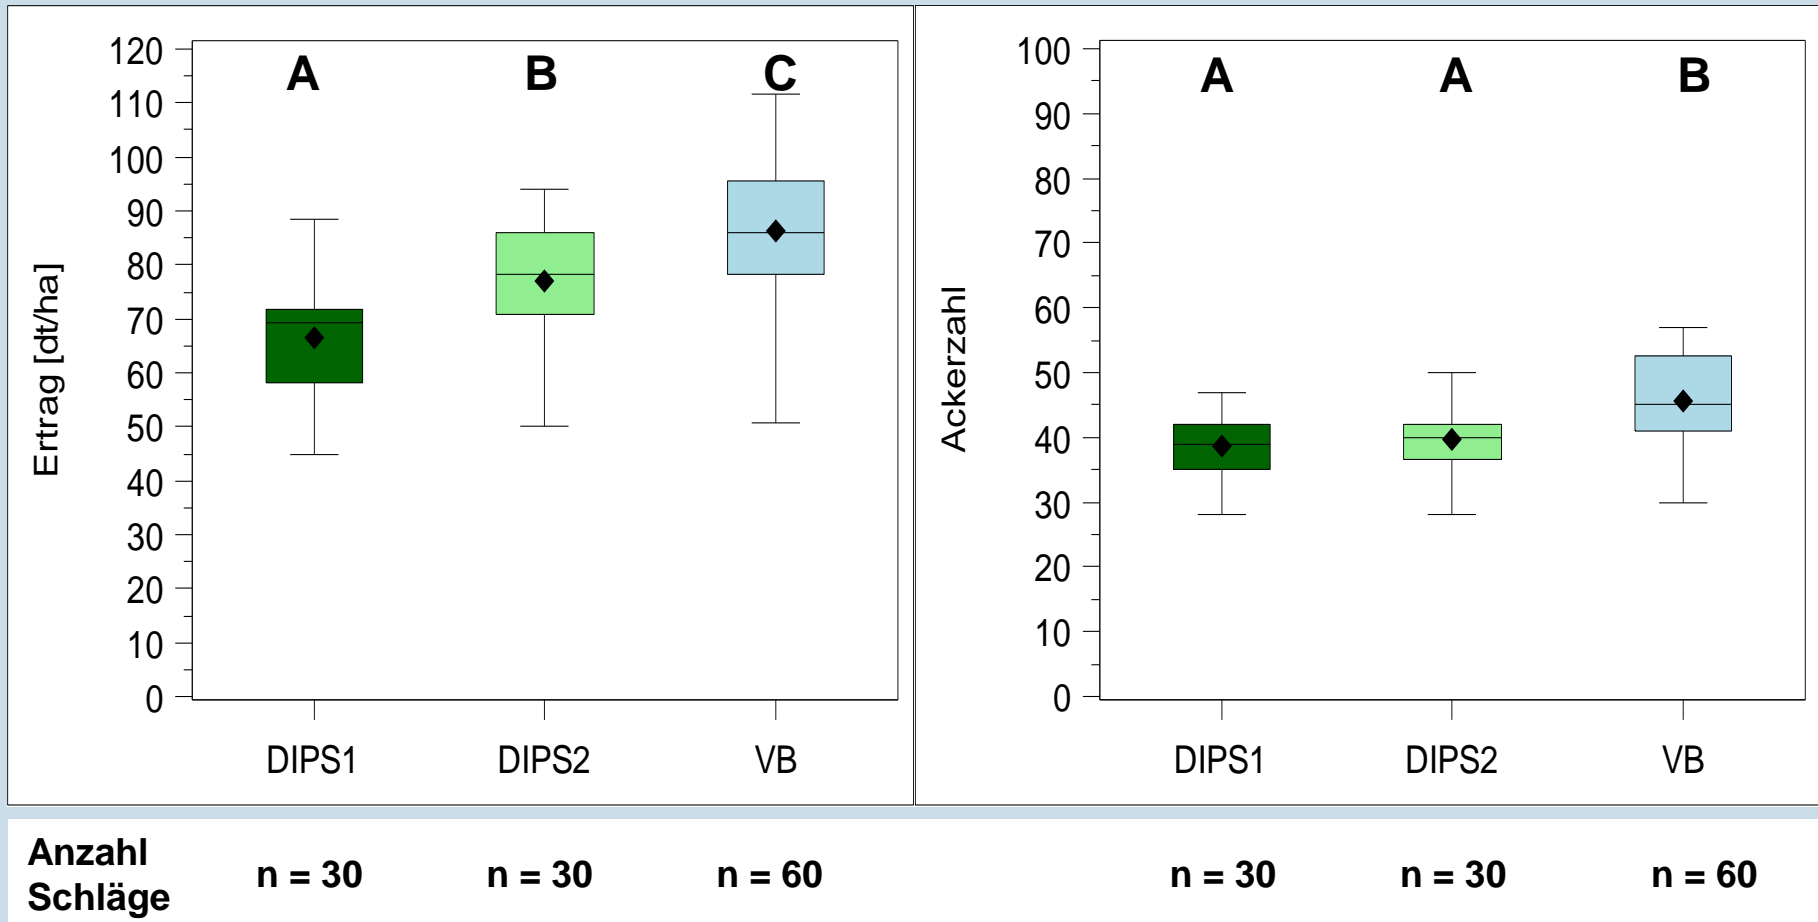 120
110
100
90
80
70
60
50
40
30
20
10
0
Ertrag [dt/ha]
A B C
DIPS1 DIPS2 VB
100
90
80
70
60
50
40
30
20
10
0
Ackerzahl
A A B
DIPS1 DIPS2 VB
Anzahl
Schläge
n = 30 n = 30 n = 60 n = 30 n = 30 n = 60